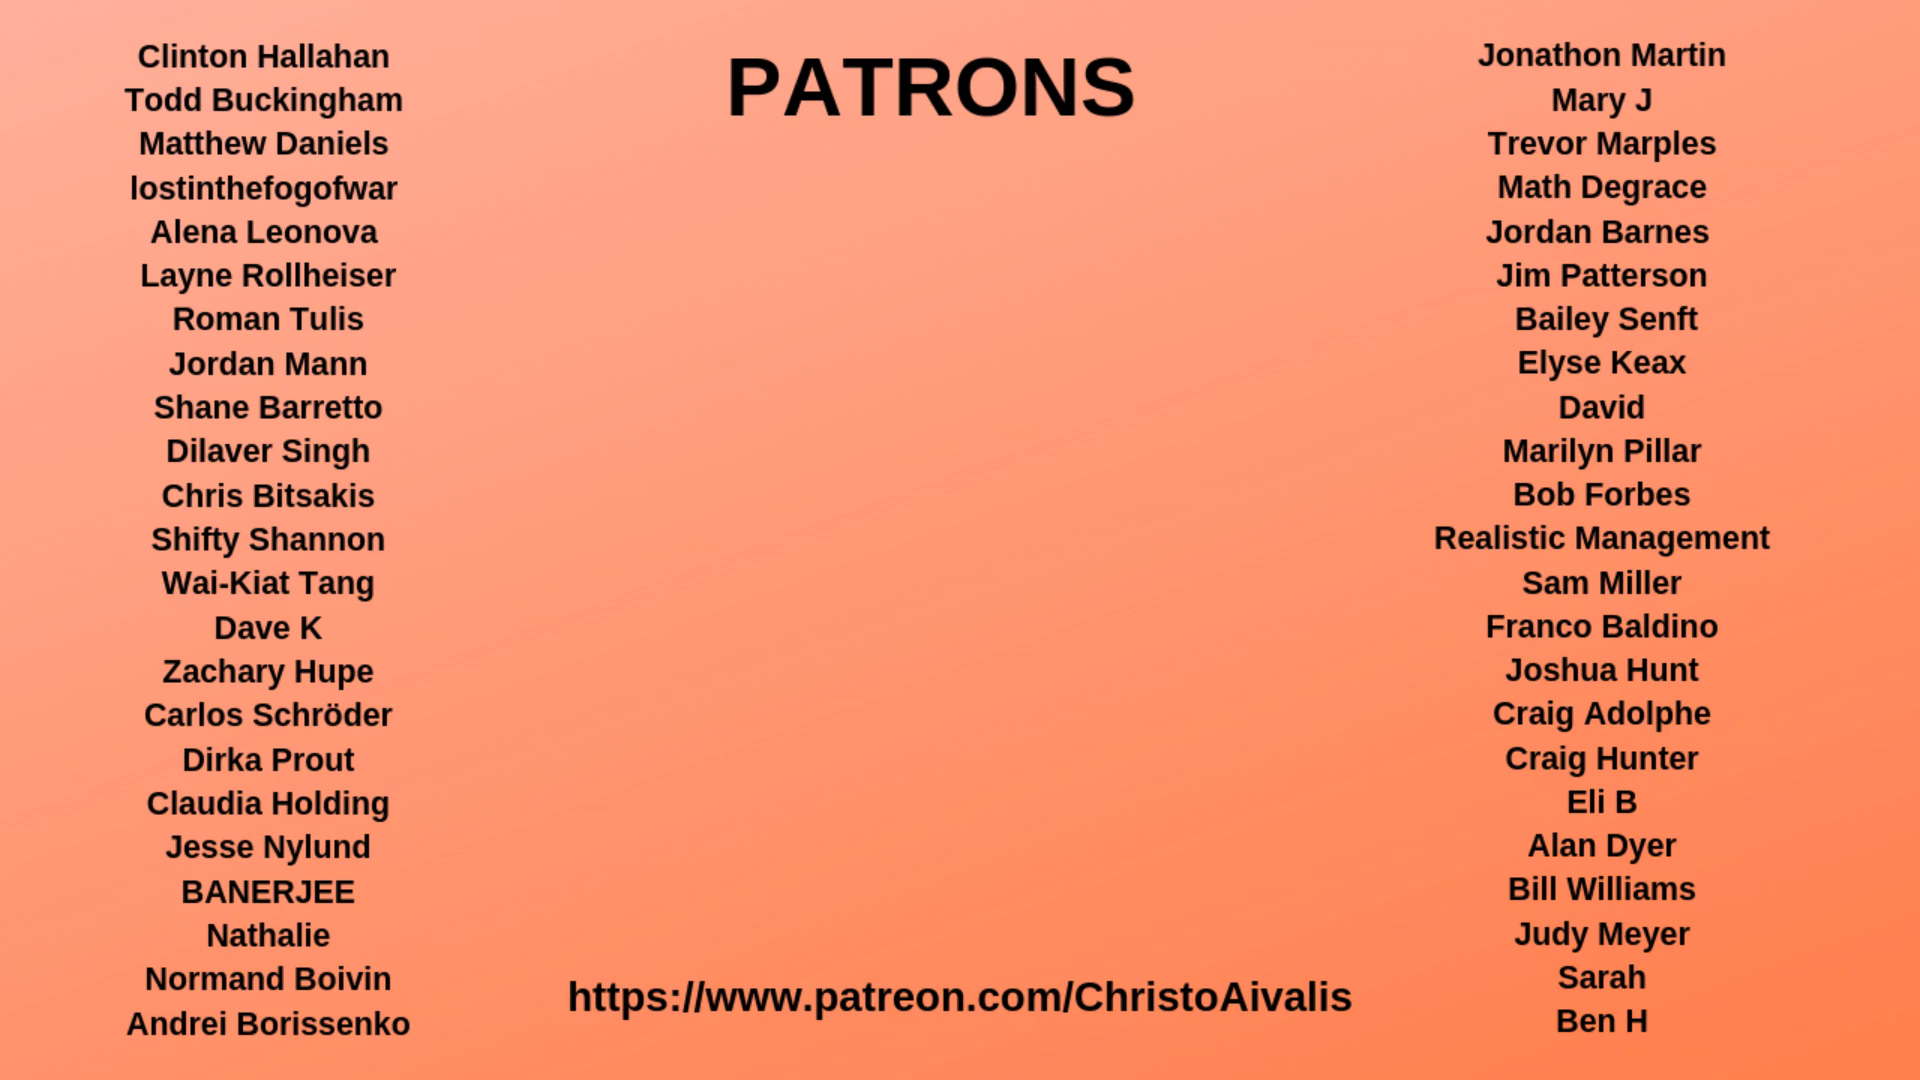 PATRONS
Clinton Hallahan
Todd Buckingham
Matthew Daniels
lostinthefogofwar
Alena Leonova
Layne Rollheiser
Roman Tulis
Jordan Mann
Shane Barretto
Dilaver Singh
Chris Bitsakis
Shifty Shannon
Wai-Kiat Tang
Dave K
Zachary Hupe
Carlos Schröder
Dirka Prout
Claudia Holding
Jesse Nylund
BANERJEE
Nathalie
Normand Boivin
Andrei Borissenko
Jonathon Martin
Mary J
Trevor Marples
Math Degrace
Jordan Barnes
Jim Patterson
Bailey Senft
Elyse Keax
David
Marilyn Pillar
Bob Forbes
Realistic Management
Sam Miller
Franco Baldino
Joshua Hunt
Craig Adolphe
Craig Hunter
Eli B
Alan Dyer
Bill Williams
Judy Meyer
Sarah
Ben H
https://www.patreon.com/ChristoAivalis